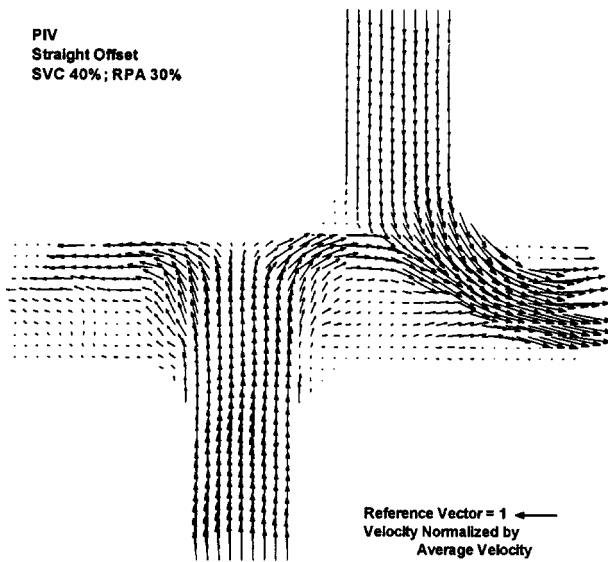 PIV
Straight Offset
SVC 40% ; RPA 30%
Reference Vector = 1
Velocity Normalized by
Average Velocity